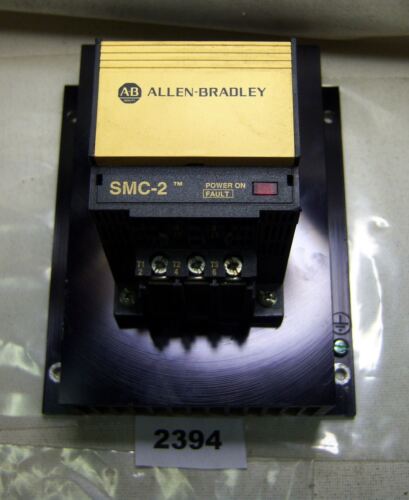 AB ALLEN-BRADLEY
SMC-2 ™ POWER ON
FAULT
T1 T2 T3
2 4 6
2394